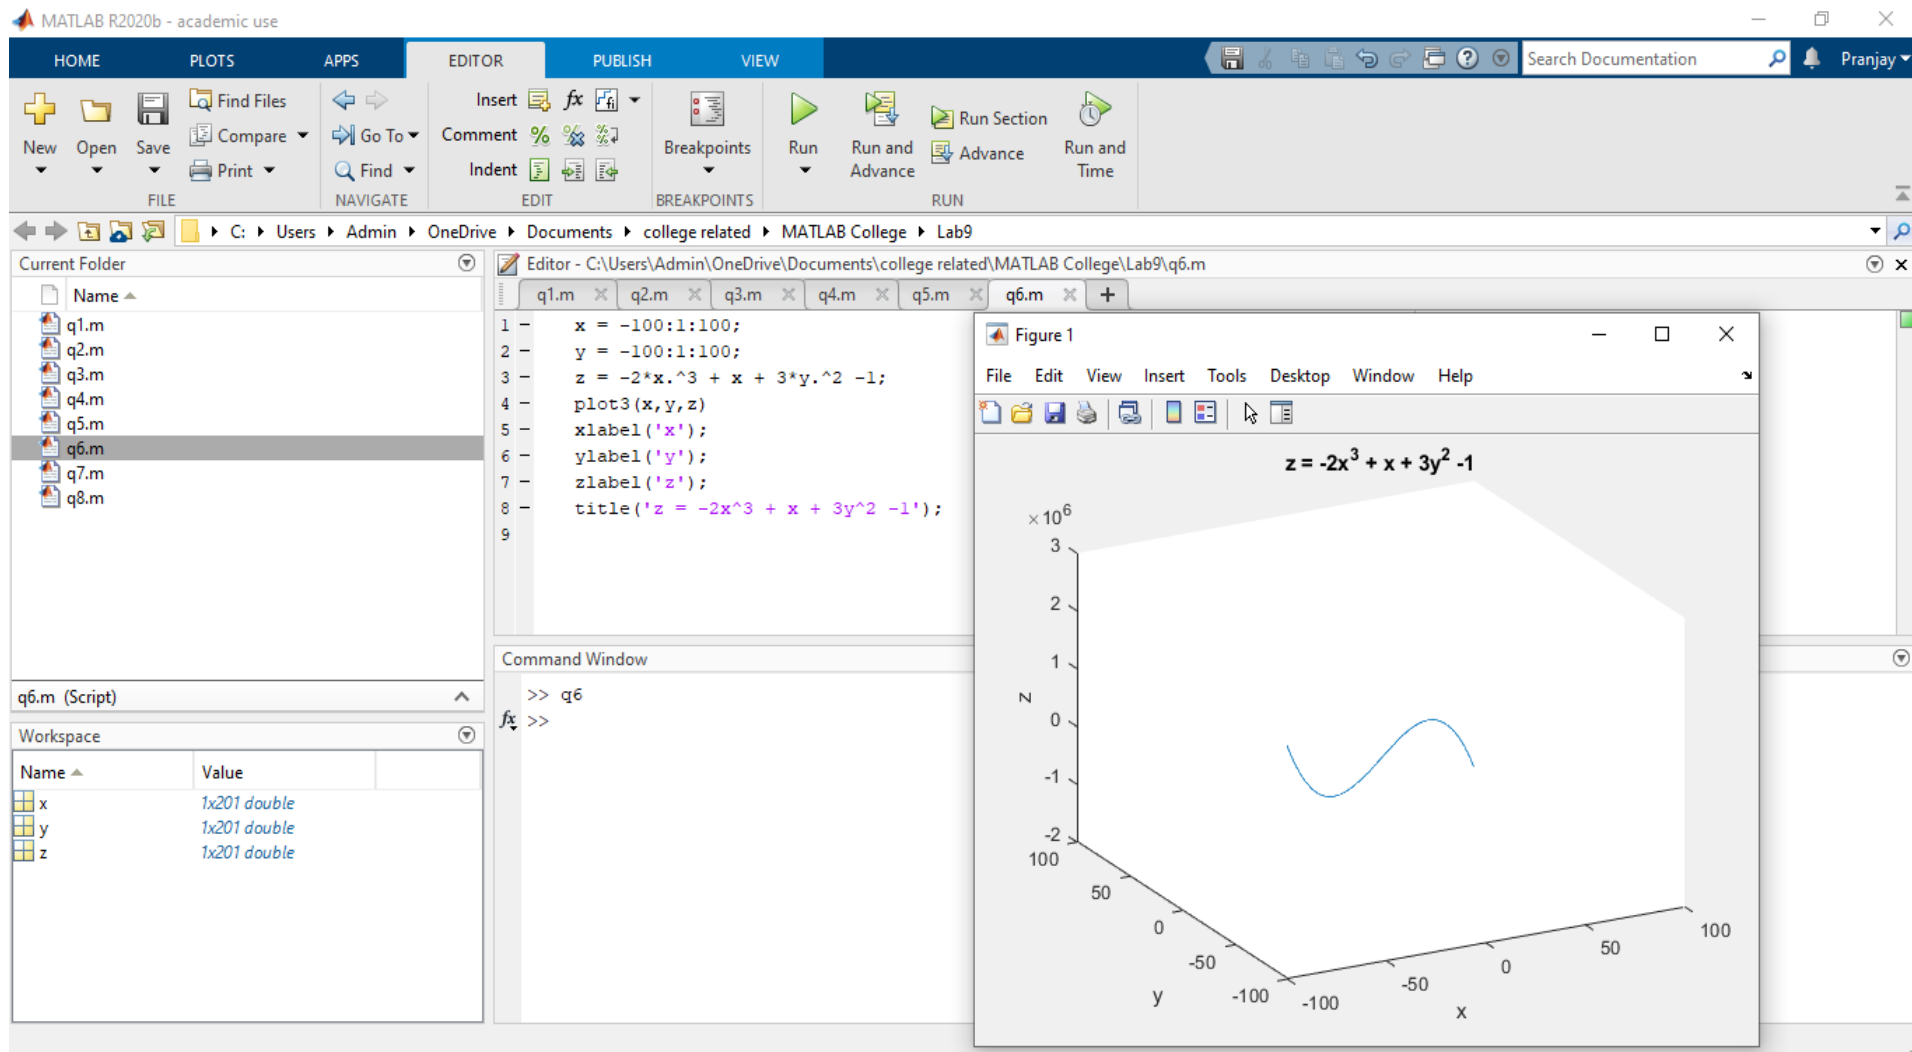 MATLAB R2020b - academic use
HOME PLOTS APPS EDITOR PUBLISH VIEW Search Documentation Pranjay
Find Files Insert fx fi
Compare Go To Comment Run Section
New Open Save Breakpoints Run Run and Advance Advance Run and Time
Print Find Indent
FILE NAVIGATE EDIT BREAKPOINTS RUN
C: Users Admin OneDrive Documents college related MATLAB College Lab9
Current Folder
Name
q1.m
q2.m
q3.m
q4.m
q5.m
q6.m
q7.m
q8.m
q6.m (Script)
Workspace
Name Value
x 1x201 double
y 1x201 double
z 1x201 double
Editor - C:\Users\Admin\OneDrive\Documents\college related\MATLAB College\Lab9\q6.m
q1.m q2.m q3.m q4.m q5.m q6.m
1 x = -100:1:100;
2 y = -100:1:100;
3 z = -2*x.^3 + x + 3*y.^2 -1;
4 plot3(x,y,z)
5 xlabel('x');
6 ylabel('y');
7 zlabel('z');
8 title('z = -2x^3 + x + 3y^2 -1');
9
Command Window
>> q6
fx >>
Figure 1
File Edit View Insert Tools Desktop Window Help
z = -2x³ + x + 3y² -1
×10⁶
3
2
1
0
-1
-2
z
100
50
0
-50
-100
y
-100
-50
0
50
100
x